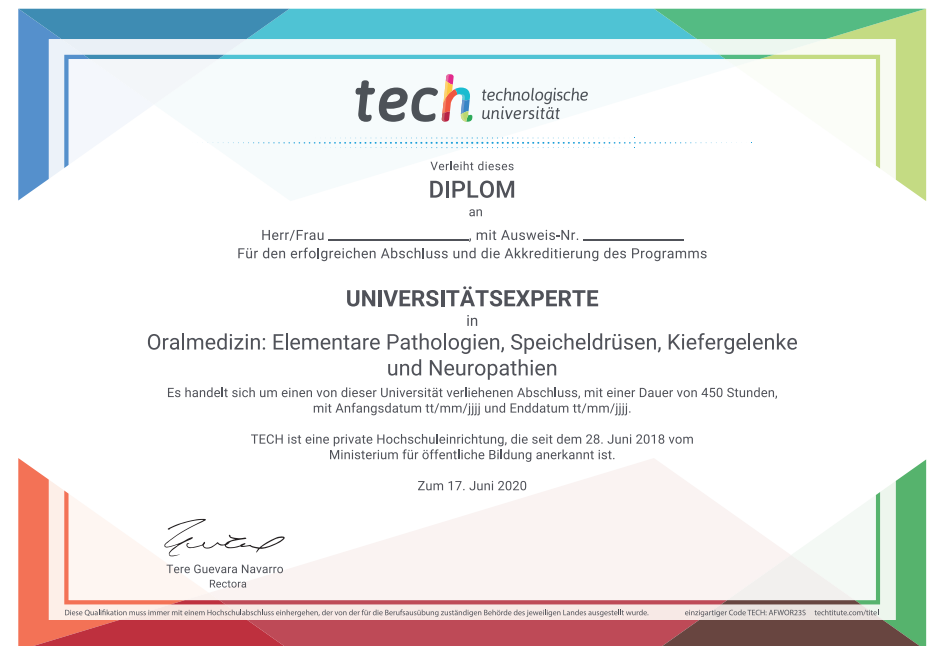 tech technologische
universität
Verleiht dieses
DIPLOM
an
Herr/Frau ____________________, mit Ausweis-Nr. ______________
Für den erfolgreichen Abschluss und die Akkreditierung des Programms
UNIVERSITÄTSEXPERTE
in
Oralmedizin: Elementare Pathologien, Speicheldrüsen, Kiefergelenke
und Neuropathien
Es handelt sich um einen von dieser Universität verliehenen Abschluss, mit einer Dauer von 450 Stunden,
mit Anfangsdatum tt/mm/jjjj und Enddatum tt/mm/jjjj.
TECH ist eine private Hochschuleinrichtung, die seit dem 28. Juni 2018 vom
Ministerium für öffentliche Bildung anerkannt ist.
Zum 17. Juni 2020
Tere Guevara Navarro
Rectora
Diese Qualifikation muss immer mit einem Hochschulabschluss einhergehen, der von der für die Berufsausübung zuständigen Behörde des jeweiligen Landes ausgestellt wurde. einzigartiger Code TECH: AFWOR23S techtitute.com/titel